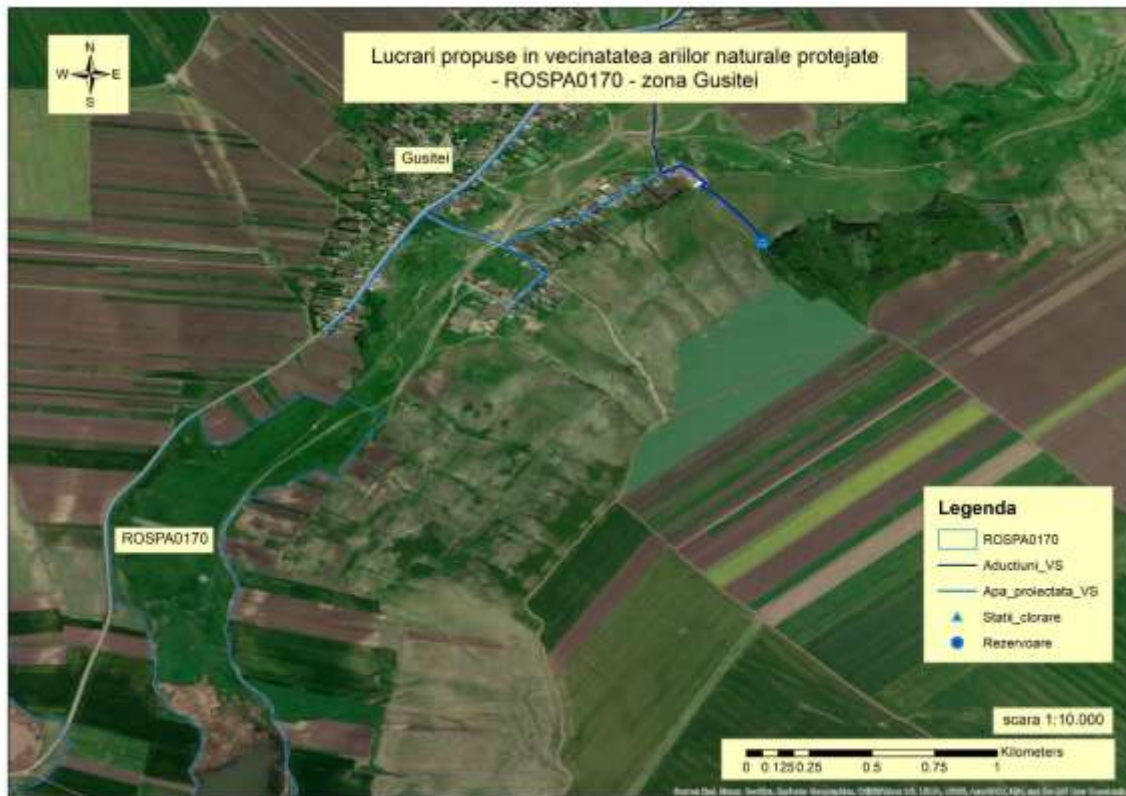 N
W E
S
Lucrari propuse in vecinatatea ariilor naturale protejate
- ROSPA0170 - zona Gusitei
Gusitei
ROSPA0170
Legenda
ROSPA0170
Aductiuni_VS
Apa_proiectata_VS
Statii_clorare
Rezervoare
scara 1:10.000
Kilometers
0 0.125 0.25 0.5 0.75 1